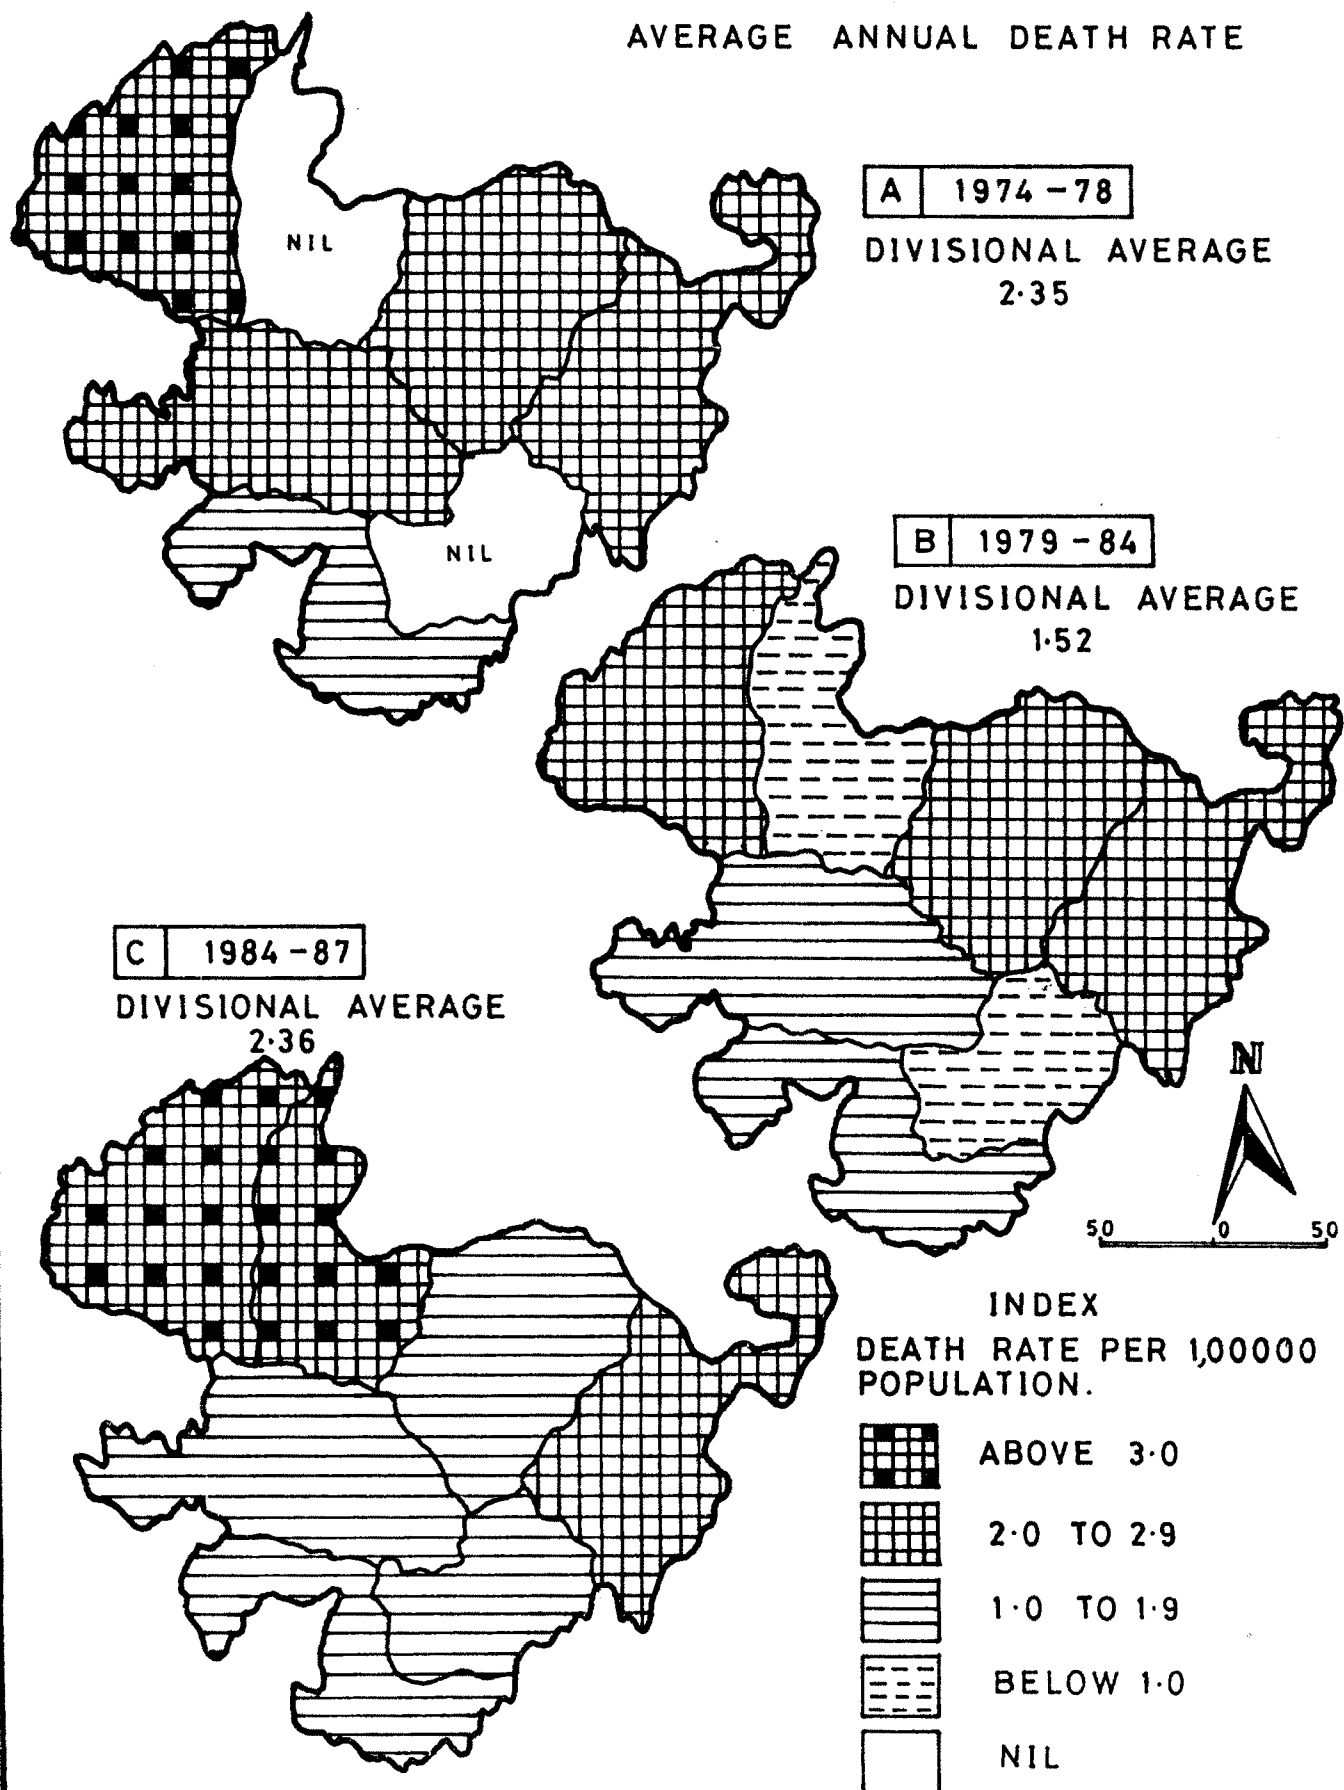 AVERAGE ANNUAL DEATH RATE
A 1974-78
DIVISIONAL AVERAGE
2·35
NIL
NIL
B 1979-84
DIVISIONAL AVERAGE
1·52
C 1984-87
DIVISIONAL AVERAGE
2·36
N
50 0 50
INDEX
DEATH RATE PER 1,00000
POPULATION.
ABOVE 3·0
2·0 TO 2·9
1·0 TO 1·9
BELOW 1·0
NIL